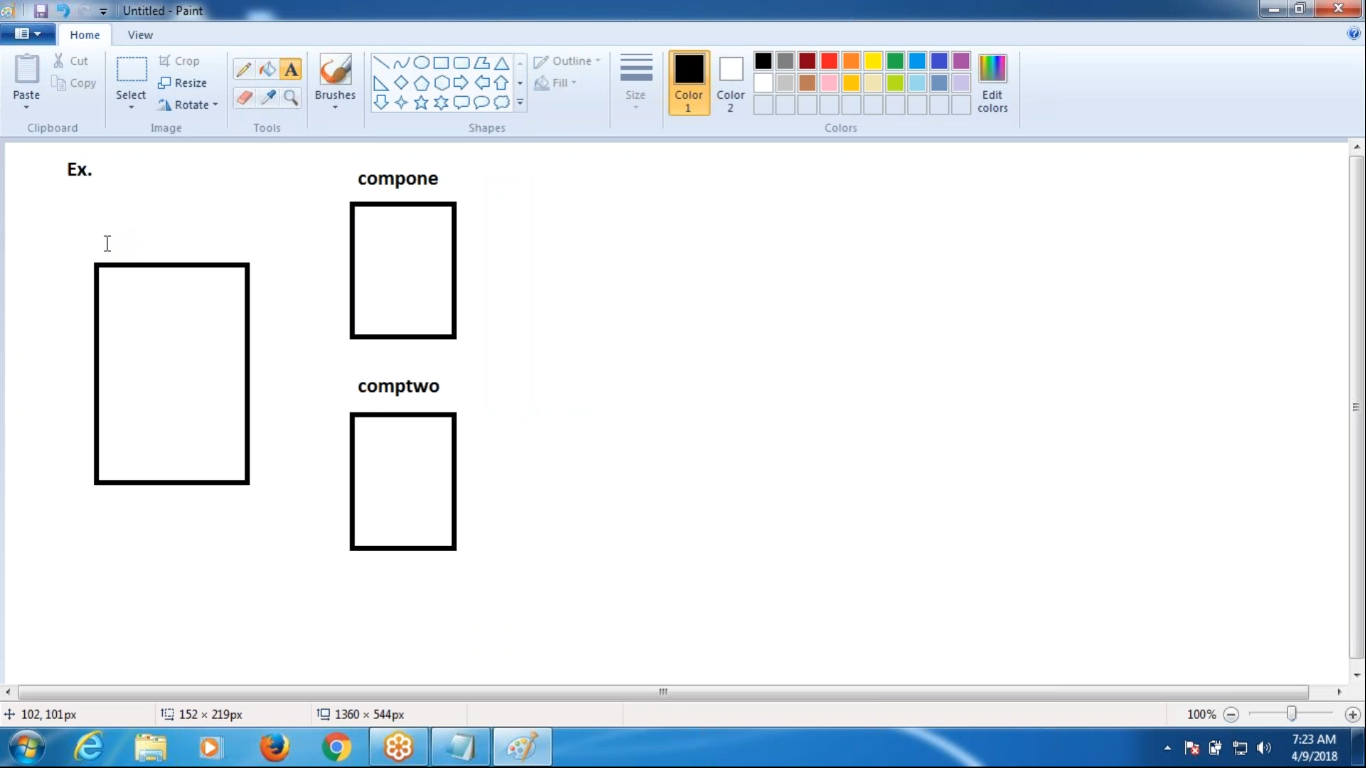 Untitled - Paint
Home
View
Paste
Cut
Copy
Clipboard
Select
Crop
Resize
Rotate
Image
A
Tools
Brushes
Shapes
Outline
Fill
Size
Color 1
Color 2
Edit colors
Colors
Ex.
compone
comptwo
102, 101px
152 × 219px
1360 × 544px
100%
7:23 AM
4/9/2018